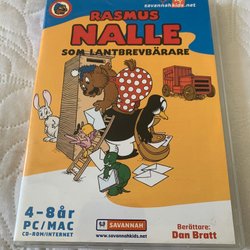 savannahkids.net
RASMUS
NALLE
SOM LANTBREVBÄRARE
4-8år
PC/MAC
CD-ROM/INTERNET
SAVANNAH
www.savannahkids.net
Berättare:
Dan Bratt